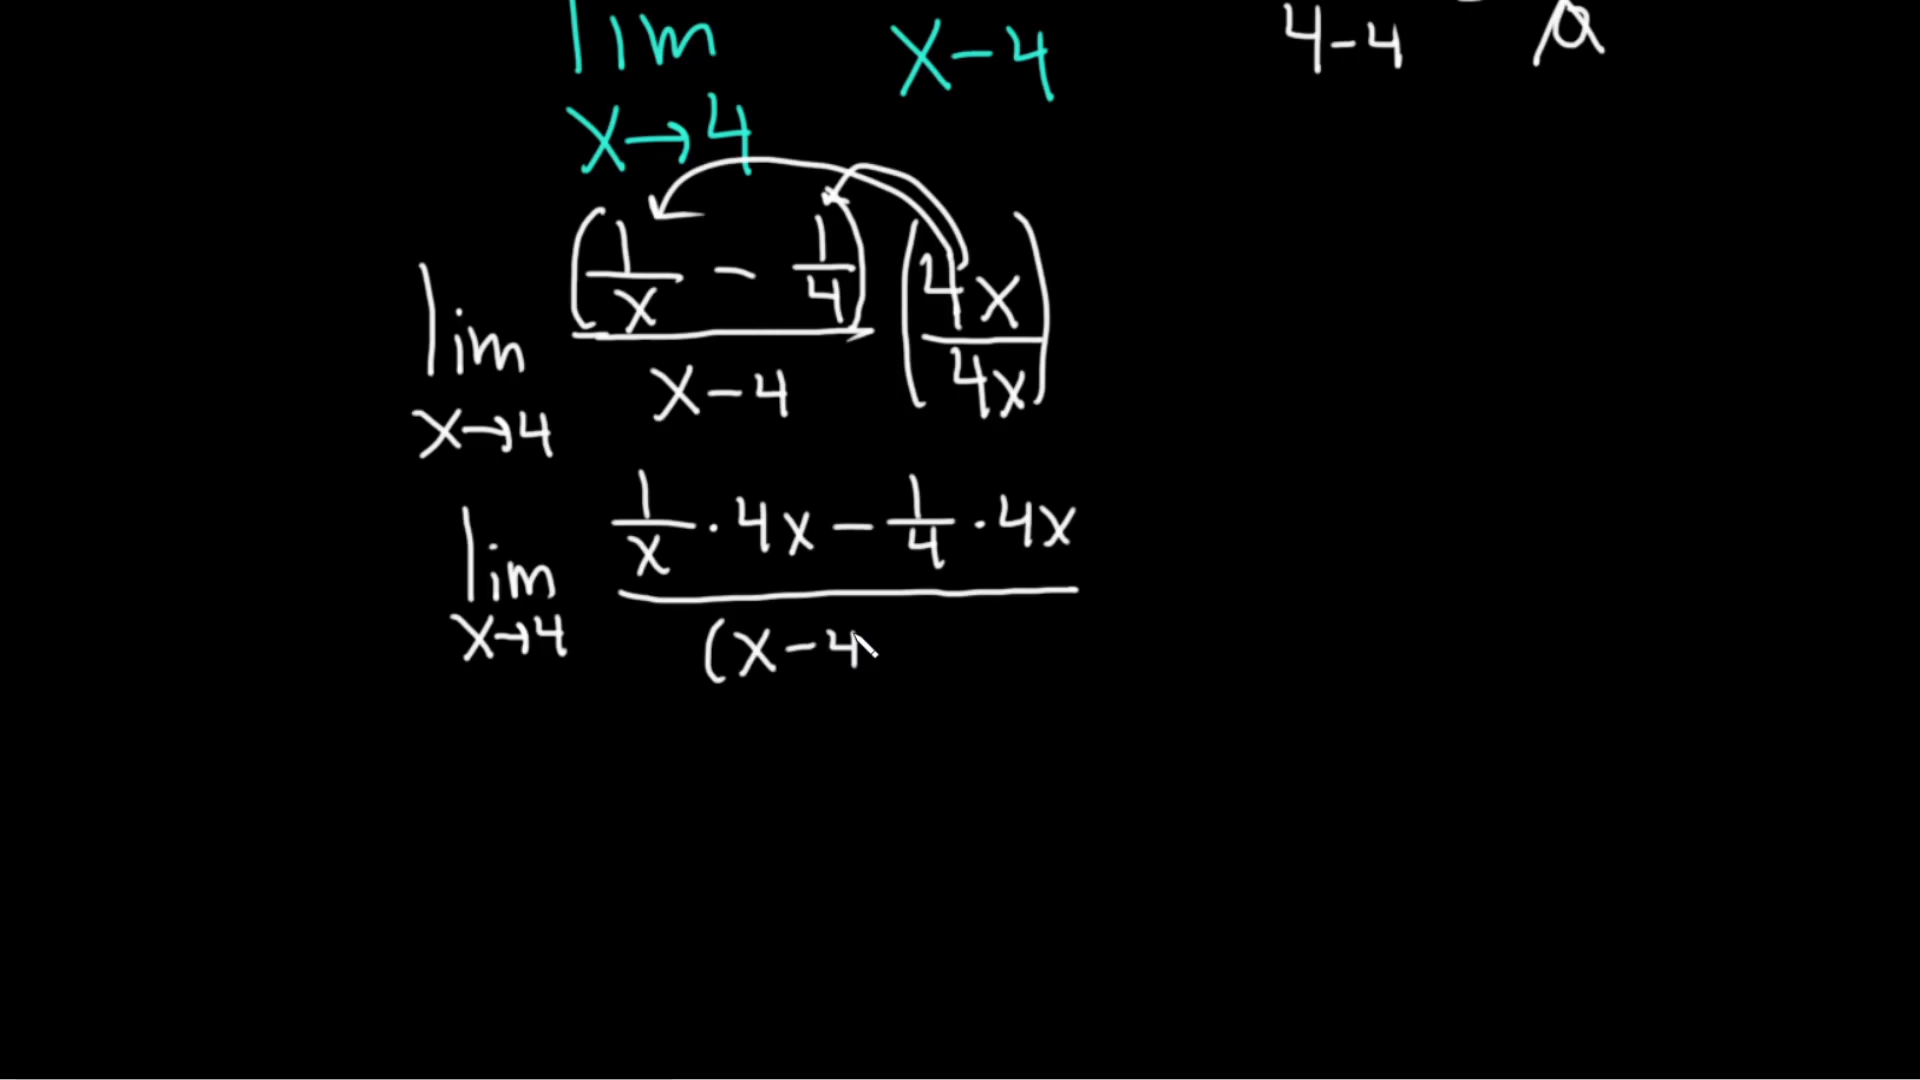 lim x-4 4-4
x→4
lim (1/x - 1/4) / (x-4) (4x/4x)
x→4
lim (1/x · 4x - 1/4 · 4x) / (x-4
x→4